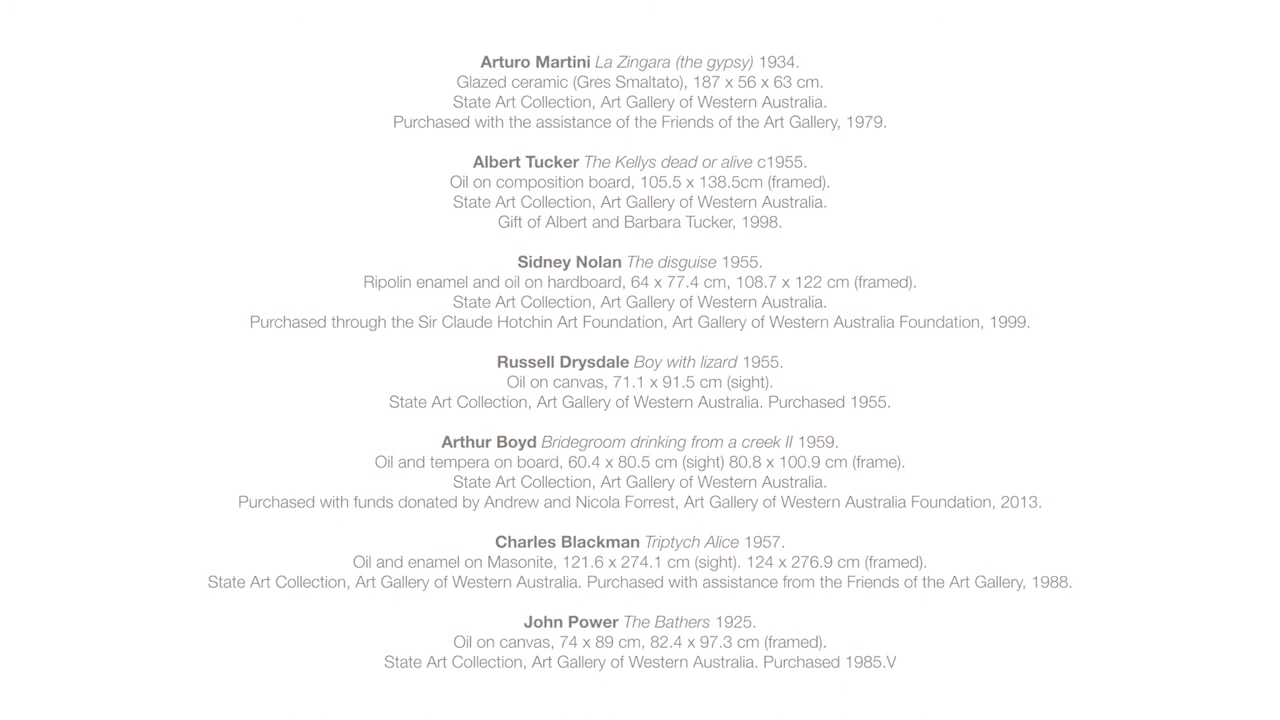 Arturo Martini La Zingara (the gypsy) 1934.
Glazed ceramic (Gres Smaltato), 187 x 56 x 63 cm.
State Art Collection, Art Gallery of Western Australia.
Purchased with the assistance of the Friends of the Art Gallery, 1979.
Albert Tucker The Kellys dead or alive c1955.
Oil on composition board, 105.5 x 138.5cm (framed).
State Art Collection, Art Gallery of Western Australia.
Gift of Albert and Barbara Tucker, 1998.
Sidney Nolan The disguise 1955.
Ripolin enamel and oil on hardboard, 64 x 77.4 cm, 108.7 x 122 cm (framed).
State Art Collection, Art Gallery of Western Australia.
Purchased through the Sir Claude Hotchin Art Foundation, Art Gallery of Western Australia Foundation, 1999.
Russell Drysdale Boy with lizard 1955.
Oil on canvas, 71.1 x 91.5 cm (sight).
State Art Collection, Art Gallery of Western Australia. Purchased 1955.
Arthur Boyd Bridegroom drinking from a creek II 1959.
Oil and tempera on board, 60.4 x 80.5 cm (sight) 80.8 x 100.9 cm (frame).
State Art Collection, Art Gallery of Western Australia.
Purchased with funds donated by Andrew and Nicola Forrest, Art Gallery of Western Australia Foundation, 2013.
Charles Blackman Triptych Alice 1957.
Oil and enamel on Masonite, 121.6 x 274.1 cm (sight). 124 x 276.9 cm (framed).
State Art Collection, Art Gallery of Western Australia. Purchased with assistance from the Friends of the Art Gallery, 1988.
John Power The Bathers 1925.
Oil on canvas, 74 x 89 cm, 82.4 x 97.3 cm (framed).
State Art Collection, Art Gallery of Western Australia. Purchased 1985.V